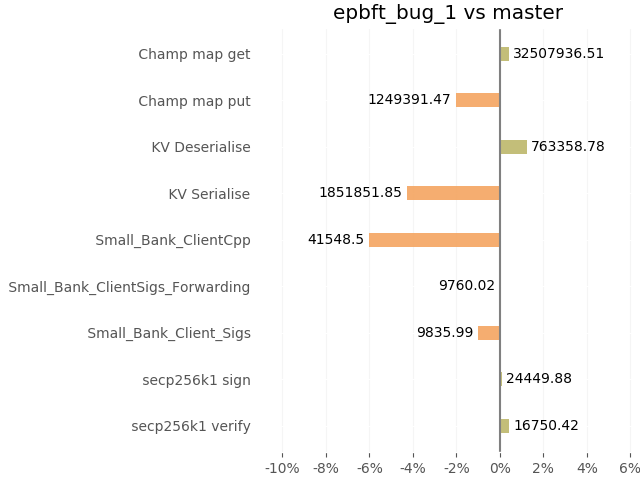 epbft_bug_1 vs master
Champ map get 32507936.51
Champ map put 1249391.47
KV Deserialise 763358.78
KV Serialise 1851851.85
Small_Bank_ClientCpp 41548.5
Small_Bank_ClientSigs_Forwarding 9760.02
Small_Bank_Client_Sigs 9835.99
secp256k1 sign 24449.88
secp256k1 verify 16750.42
-10% -8% -6% -4% -2% 0% 2% 4% 6%